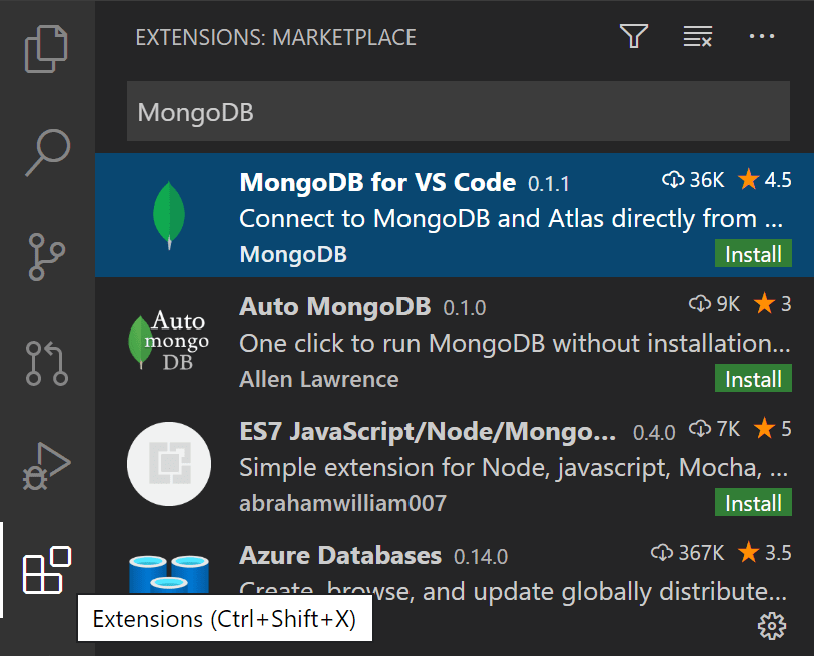 EXTENSIONS: MARKETPLACE
MongoDB
MongoDB for VS Code 0.1.1 36K 4.5
Connect to MongoDB and Atlas directly from ...
MongoDB Install
Auto mongo DB
Auto MongoDB 0.1.0 9K 3
One click to run MongoDB without installation...
Allen Lawrence Install
ES7 JavaScript/Node/Mongo... 0.4.0 7K 5
Simple extension for Node, javascript, Mocha, ...
abrahamwilliam007 Install
Azure Databases 0.14.0 367K 3.5
Create, browse, and update globally distribute...
Extensions (Ctrl+Shift+X)